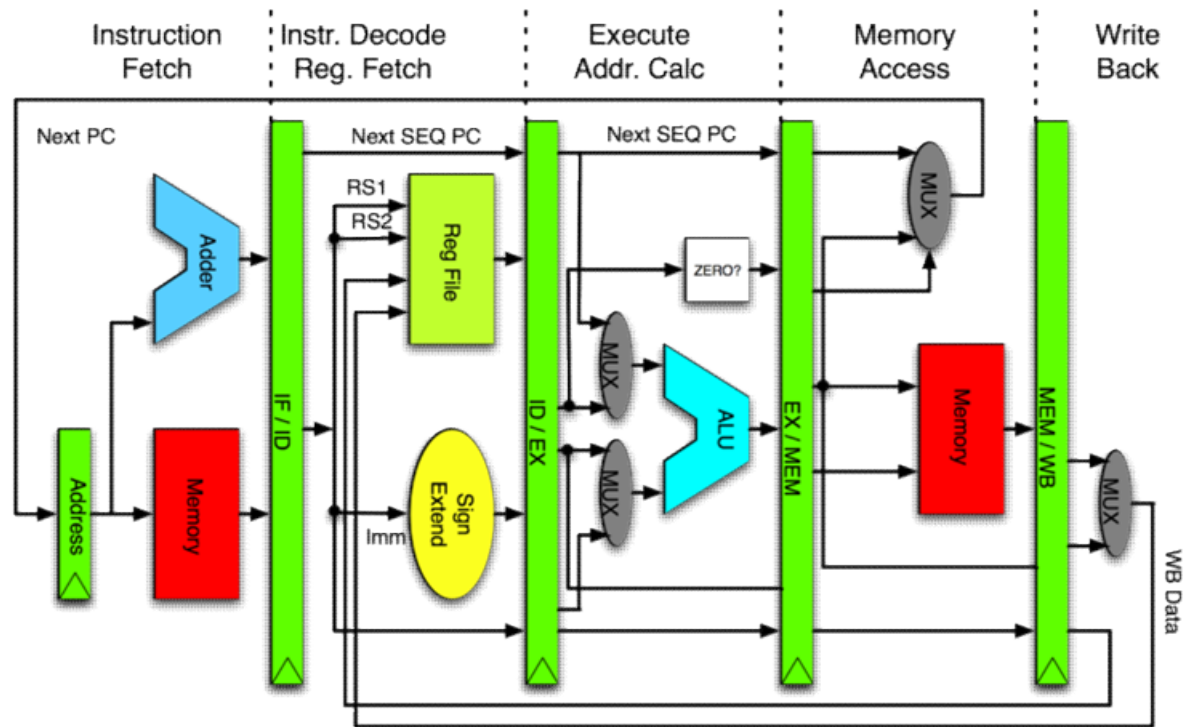 Instruction
Fetch
Instr. Decode
Reg. Fetch
Execute
Addr. Calc
Memory
Access
Write
Back
Next PC
Next SEQ PC
Next SEQ PC
RS1
RS2
Reg File
MUX
Adder
ZERO?
MUX
ALU
IF / ID
ID / EX
EX / MEM
Memory
MEM / WB
MUX
MUX
Address
Memory
Sign
Extend
Imm
WB Data